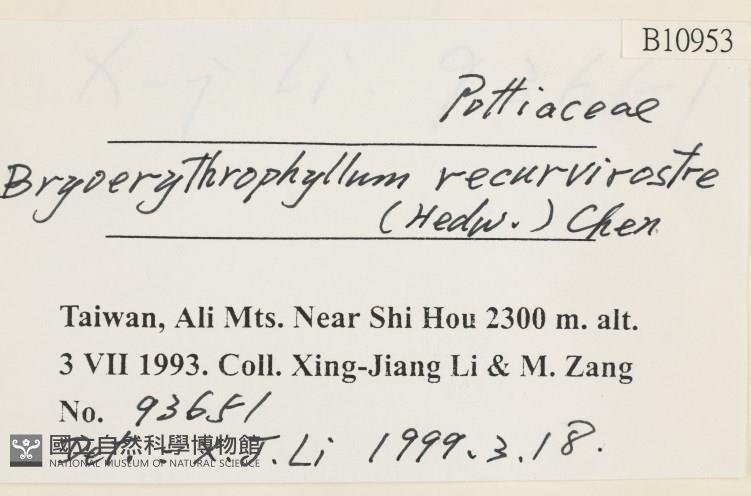 B10953
Pottiaceae
Bryoerythrophyllum recurvirostre
(Hedw.) Chen
Taiwan, Ali Mts. Near Shi Hou 2300 m. alt.
3 VII 1993. Coll. Xing-Jiang Li & M. Zang
No. 93651
Det. - X. J. Li 1999.3.18.
國立自然科學博物館
NATIONAL MUSEUM OF NATURAL SCIENCE